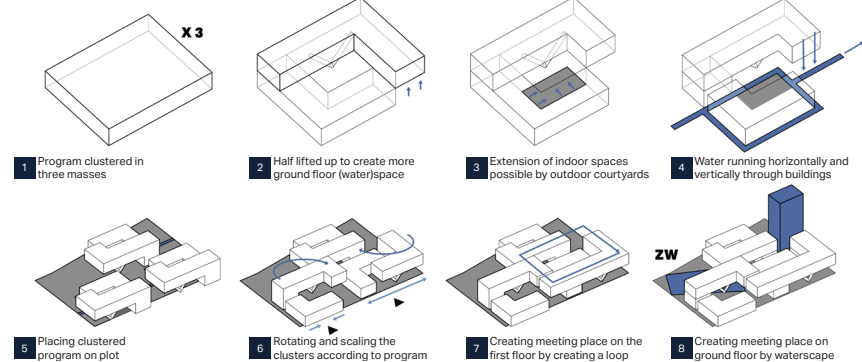 X 3
1 Program clustered in
three masses
2 Half lifted up to create more
ground floor (water)space
3 Extension of indoor spaces
possible by outdoor courtyards
4 Water running horizontally and
vertically through buildings
ZW
5 Placing clustered
program on plot
6 Rotating and scaling the
clusters according to program
7 Creating meeting place on the
first floor by creating a loop
8 Creating meeting place on
ground floor by waterscape